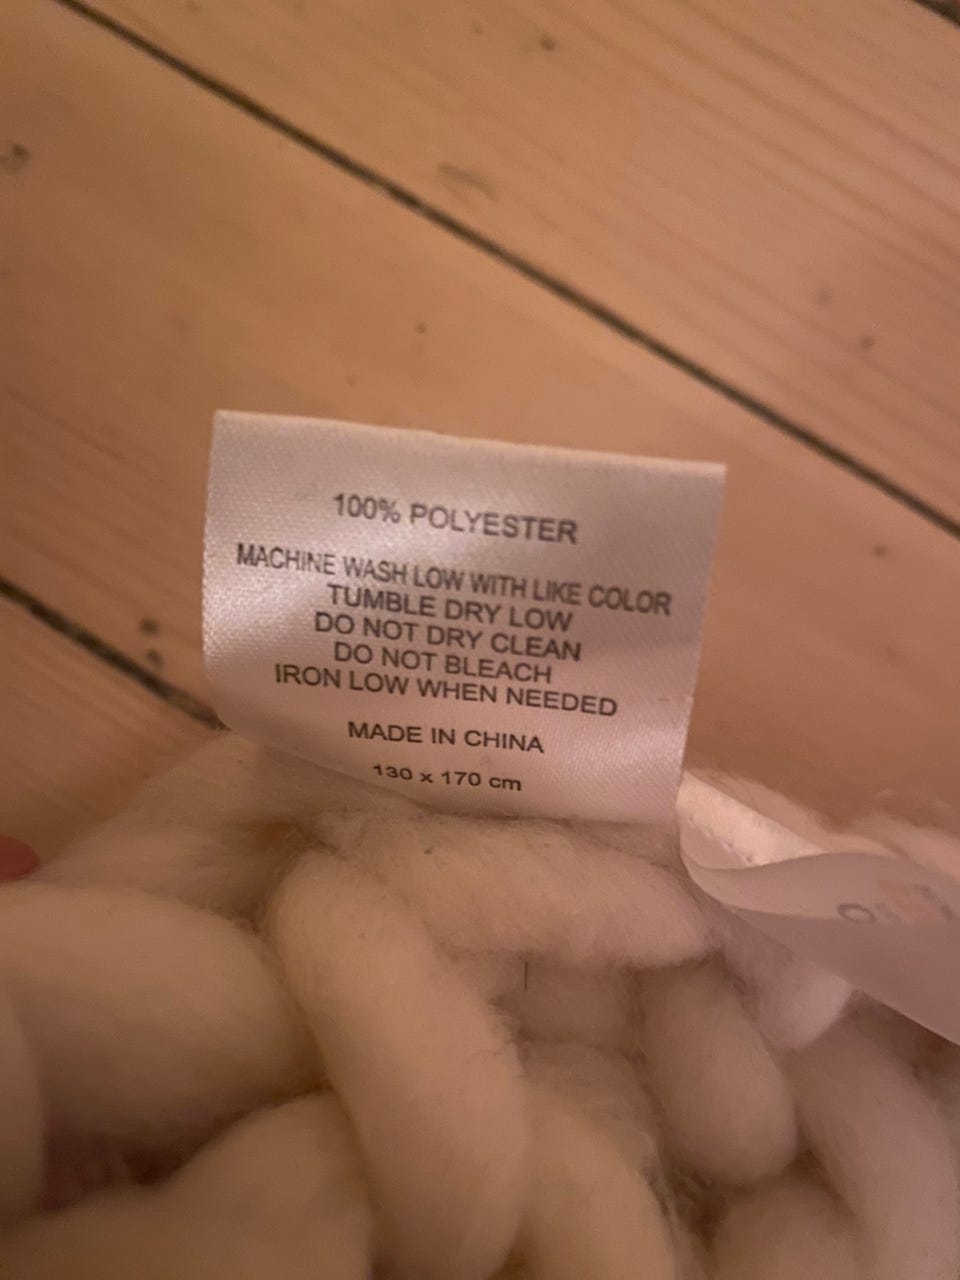 100% POLYESTER
MACHINE WASH LOW WITH LIKE COLOR
TUMBLE DRY LOW
DO NOT DRY CLEAN
DO NOT BLEACH
IRON LOW WHEN NEEDED
MADE IN CHINA
130 x 170 cm